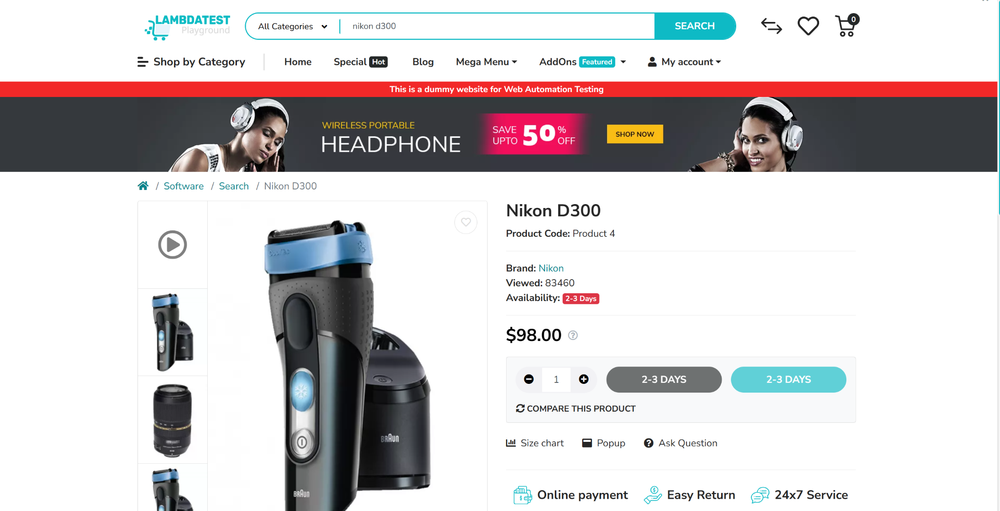 LAMBDATEST
Playground
All Categories
nikon d300
SEARCH
0
Shop by Category
Home
Special Hot
Blog
Mega Menu
AddOns Featured
My account
This is a dummy website for Web Automation Testing
WIRELESS PORTABLE
HEADPHONE
SAVE UPTO 50% OFF
SHOP NOW
/ Software / Search / Nikon D300
Nikon D300
Product Code: Product 4
Brand: Nikon
Viewed: 83460
Availability: 2-3 Days
$98.00
1
2-3 DAYS
2-3 DAYS
COMPARE THIS PRODUCT
Size chart
Popup
Ask Question
Online payment
Easy Return
24x7 Service
CoolTec
BRAUN
BRAUN